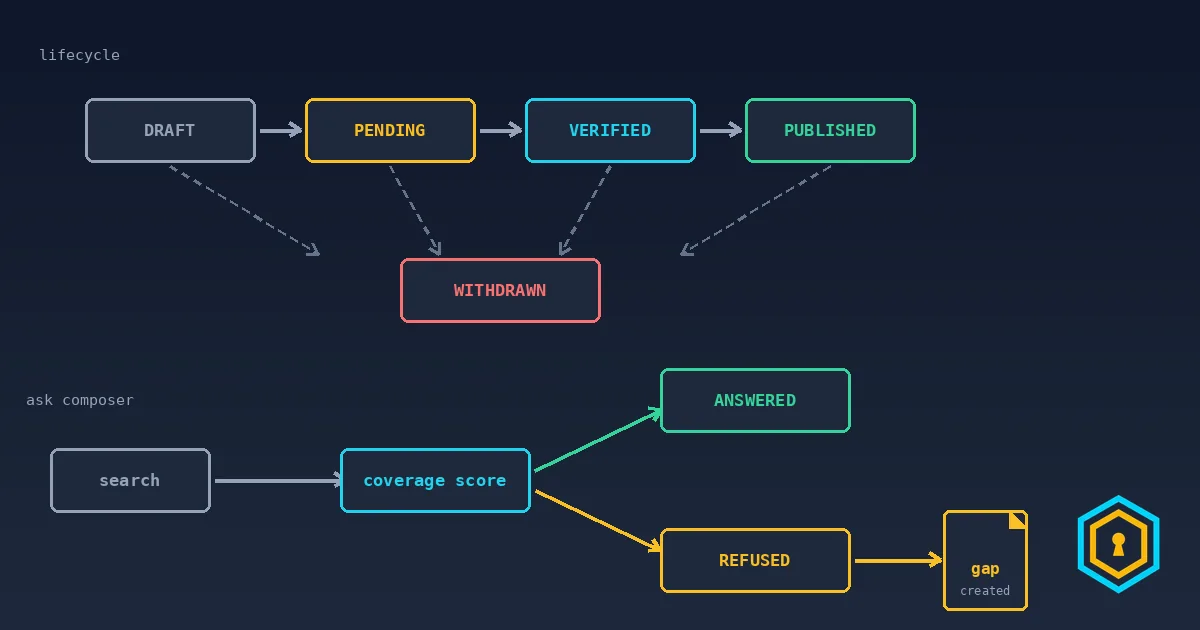 lifecycle
DRAFT
PENDING
VERIFIED
PUBLISHED
WITHDRAWN
ask composer
search
coverage score
ANSWERED
REFUSED
gap
created